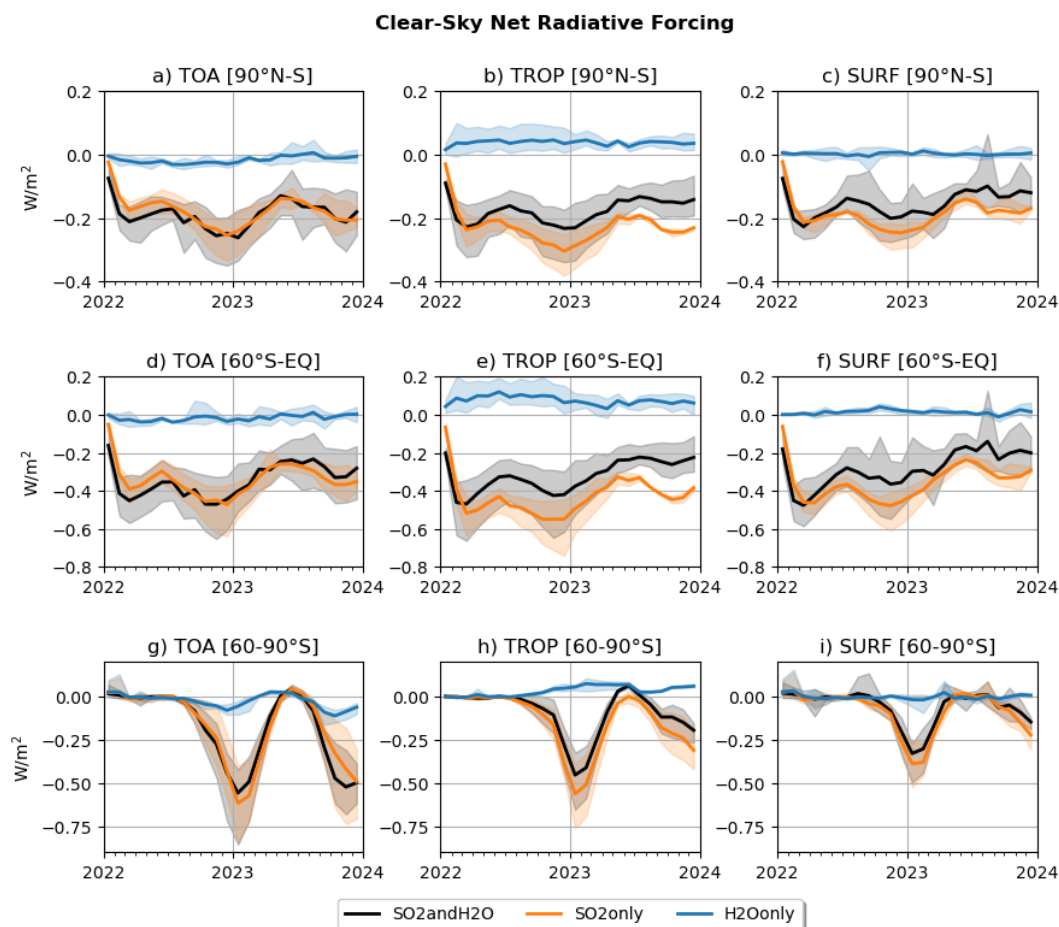 Clear-Sky Net Radiative Forcing
a) TOA [90°N-S] b) TROP [90°N-S] c) SURF [90°N-S]
0.2 0.2 0.2
0.0 0.0 0.0
W/m²
−0.2 −0.2 −0.2
−0.4 −0.4 −0.4
2022 2023 2024 2022 2023 2024 2022 2023 2024
d) TOA [60°S-EQ] e) TROP [60°S-EQ] f) SURF [60°S-EQ]
0.2 0.2 0.2
0.0 0.0 0.0
−0.2 −0.2 −0.2
W/m²
−0.4 −0.4 −0.4
−0.6 −0.6 −0.6
−0.8 −0.8 −0.8
2022 2023 2024 2022 2023 2024 2022 2023 2024
g) TOA [60-90°S] h) TROP [60-90°S] i) SURF [60-90°S]
0.00 0.00 0.00
−0.25 −0.25 −0.25
W/m²
−0.50 −0.50 −0.50
−0.75 −0.75 −0.75
2022 2023 2024 2022 2023 2024 2022 2023 2024
SO2andH2O SO2only H2Oonly